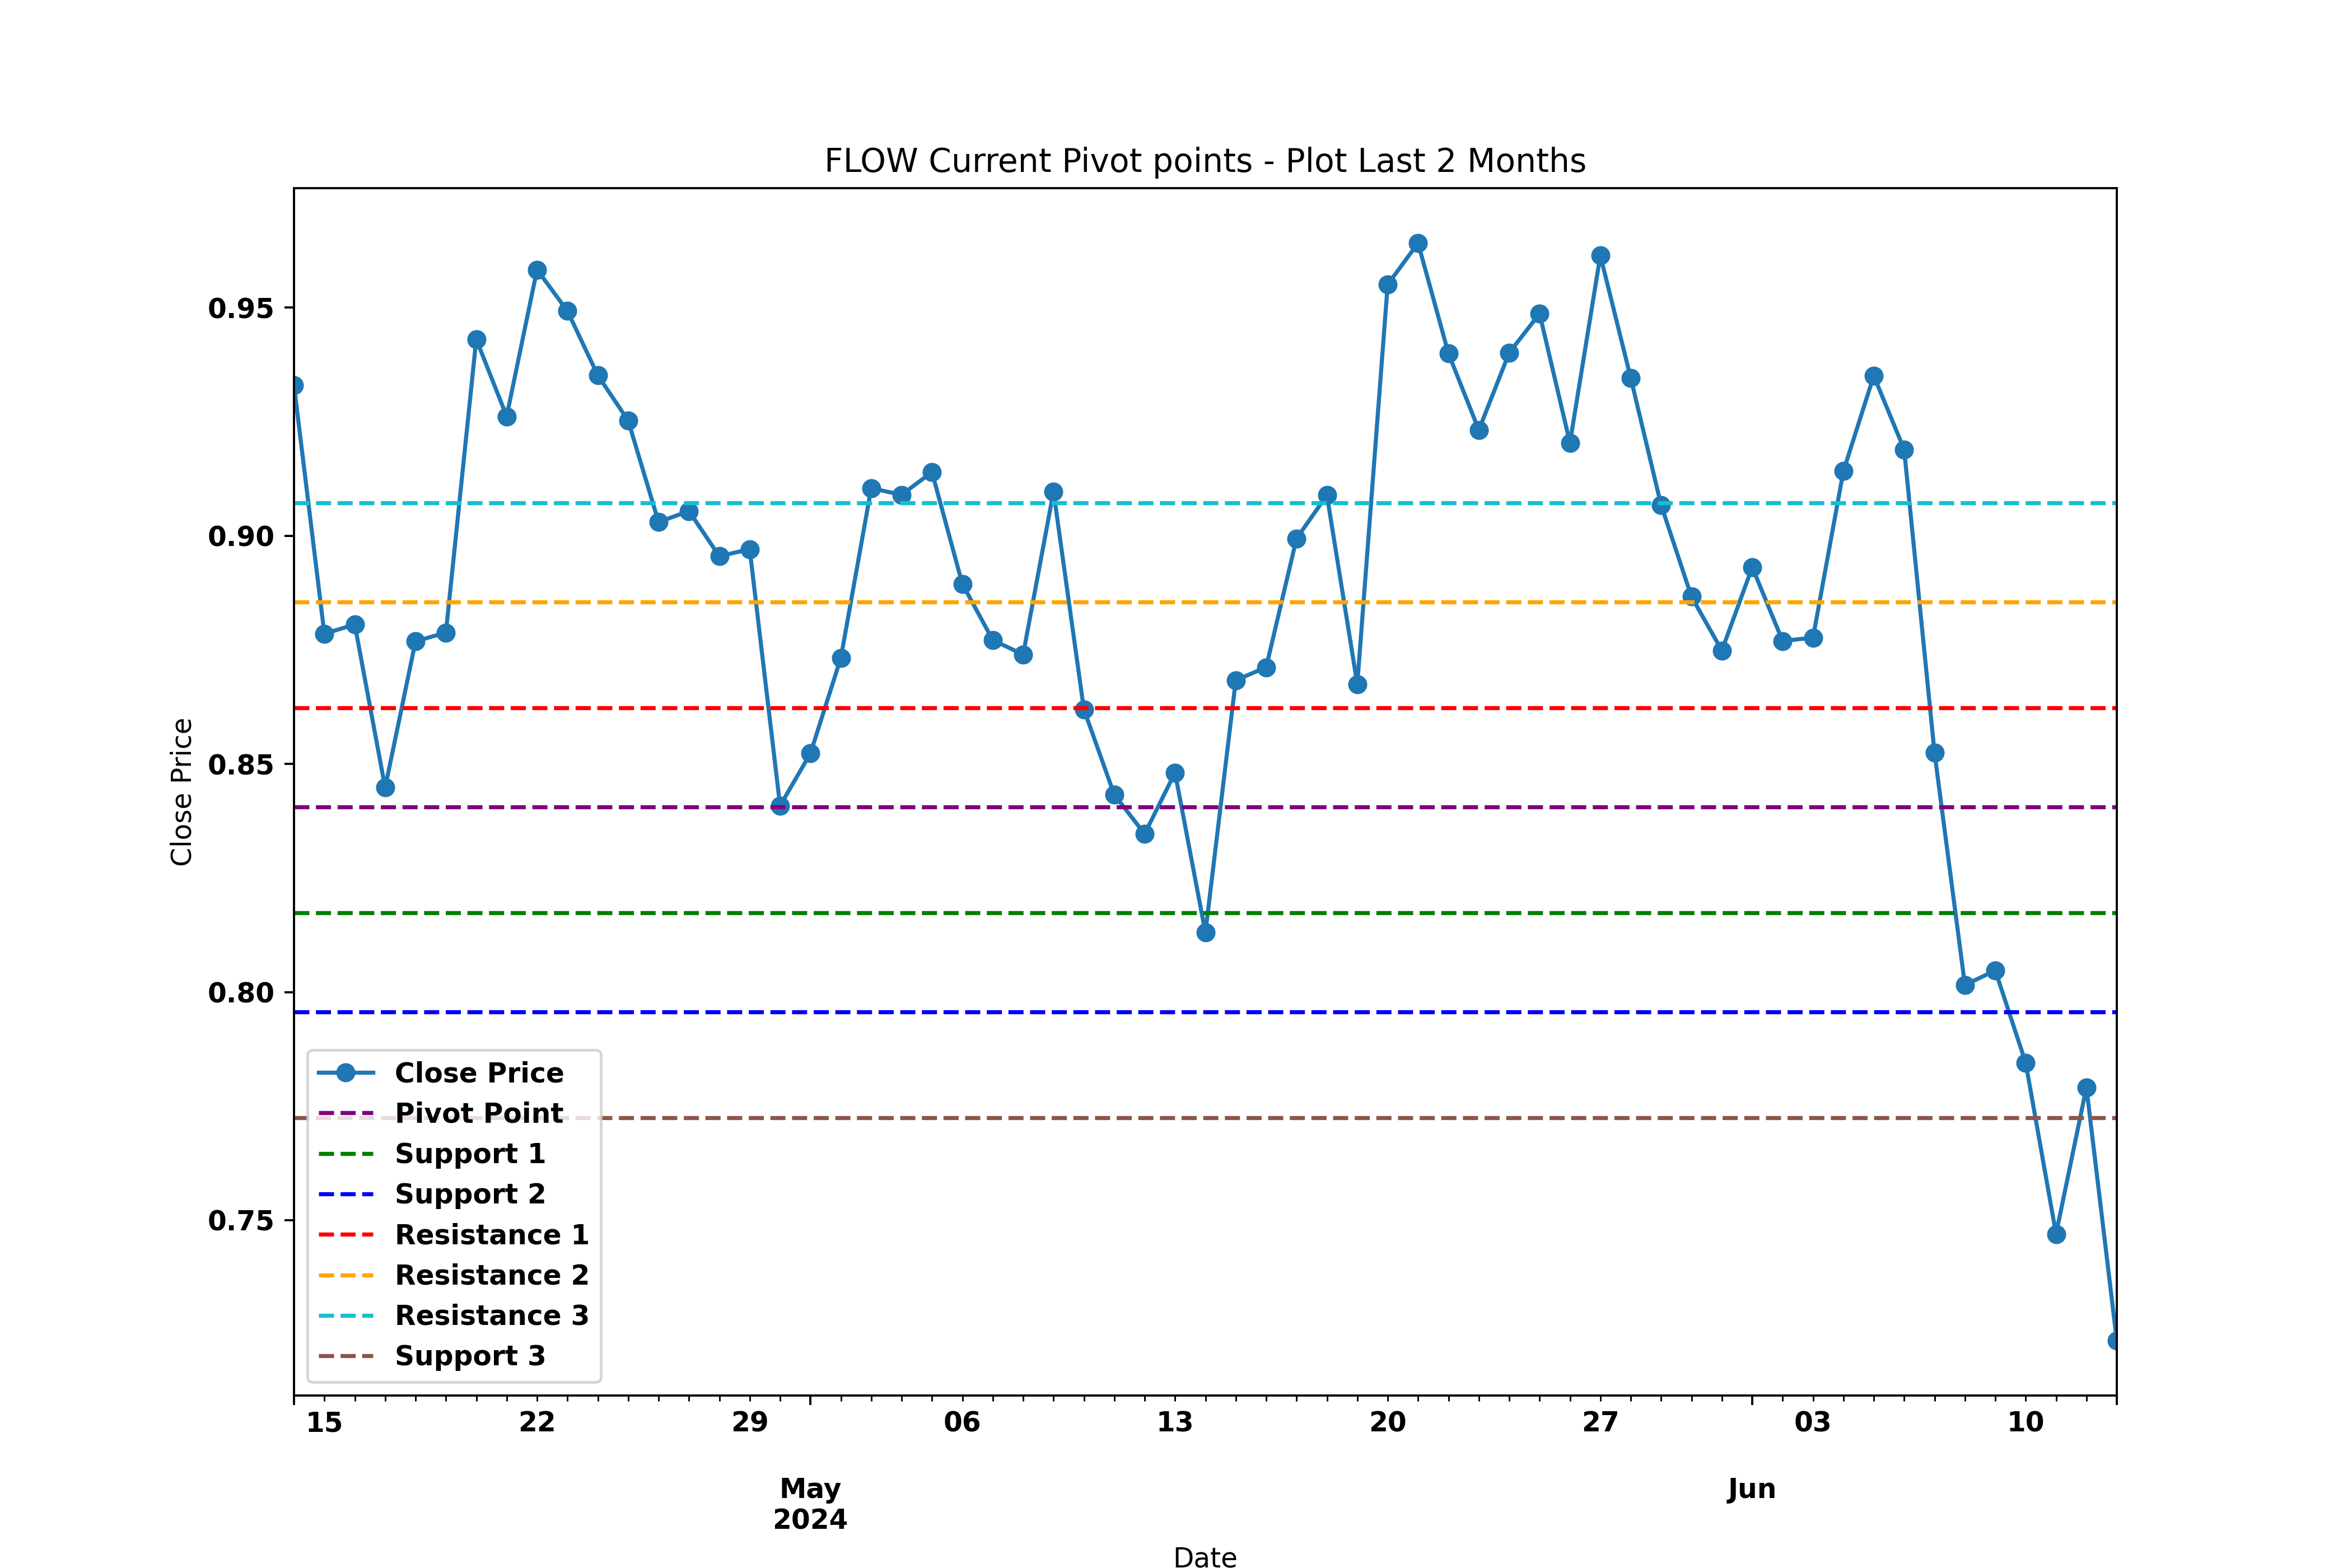 FLOW Current Pivot points - Plot Last 2 Months
Close Price
0.95
0.90
0.85
0.80
0.75
Close Price
Pivot Point
Support 1
Support 2
Resistance 1
Resistance 2
Resistance 3
Support 3
15 22 29 06 13 20 27 03 10
May Jun
2024
Date